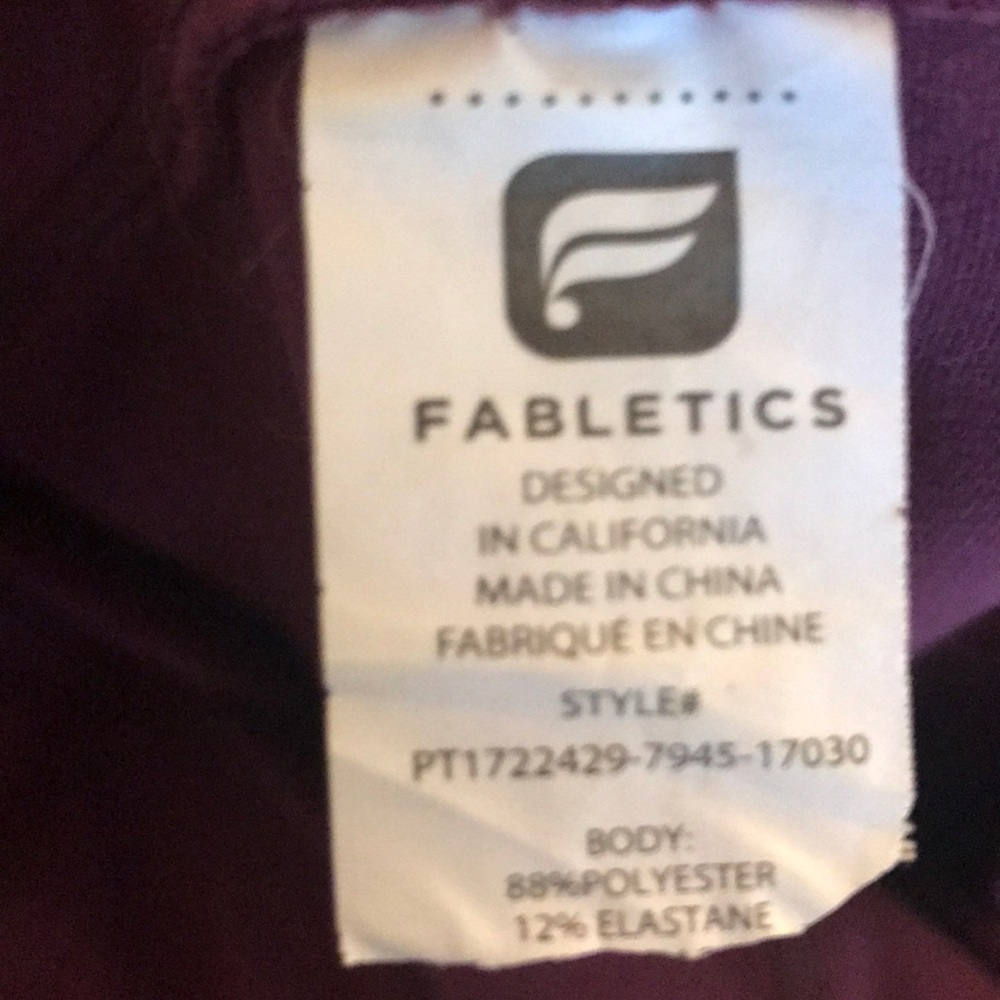 FABLETICS
DESIGNED
IN CALIFORNIA
MADE IN CHINA
FABRIQUÉ EN CHINE
STYLE#
PT1722429-7945-17030
BODY:
88%POLYESTER
12% ELASTANE